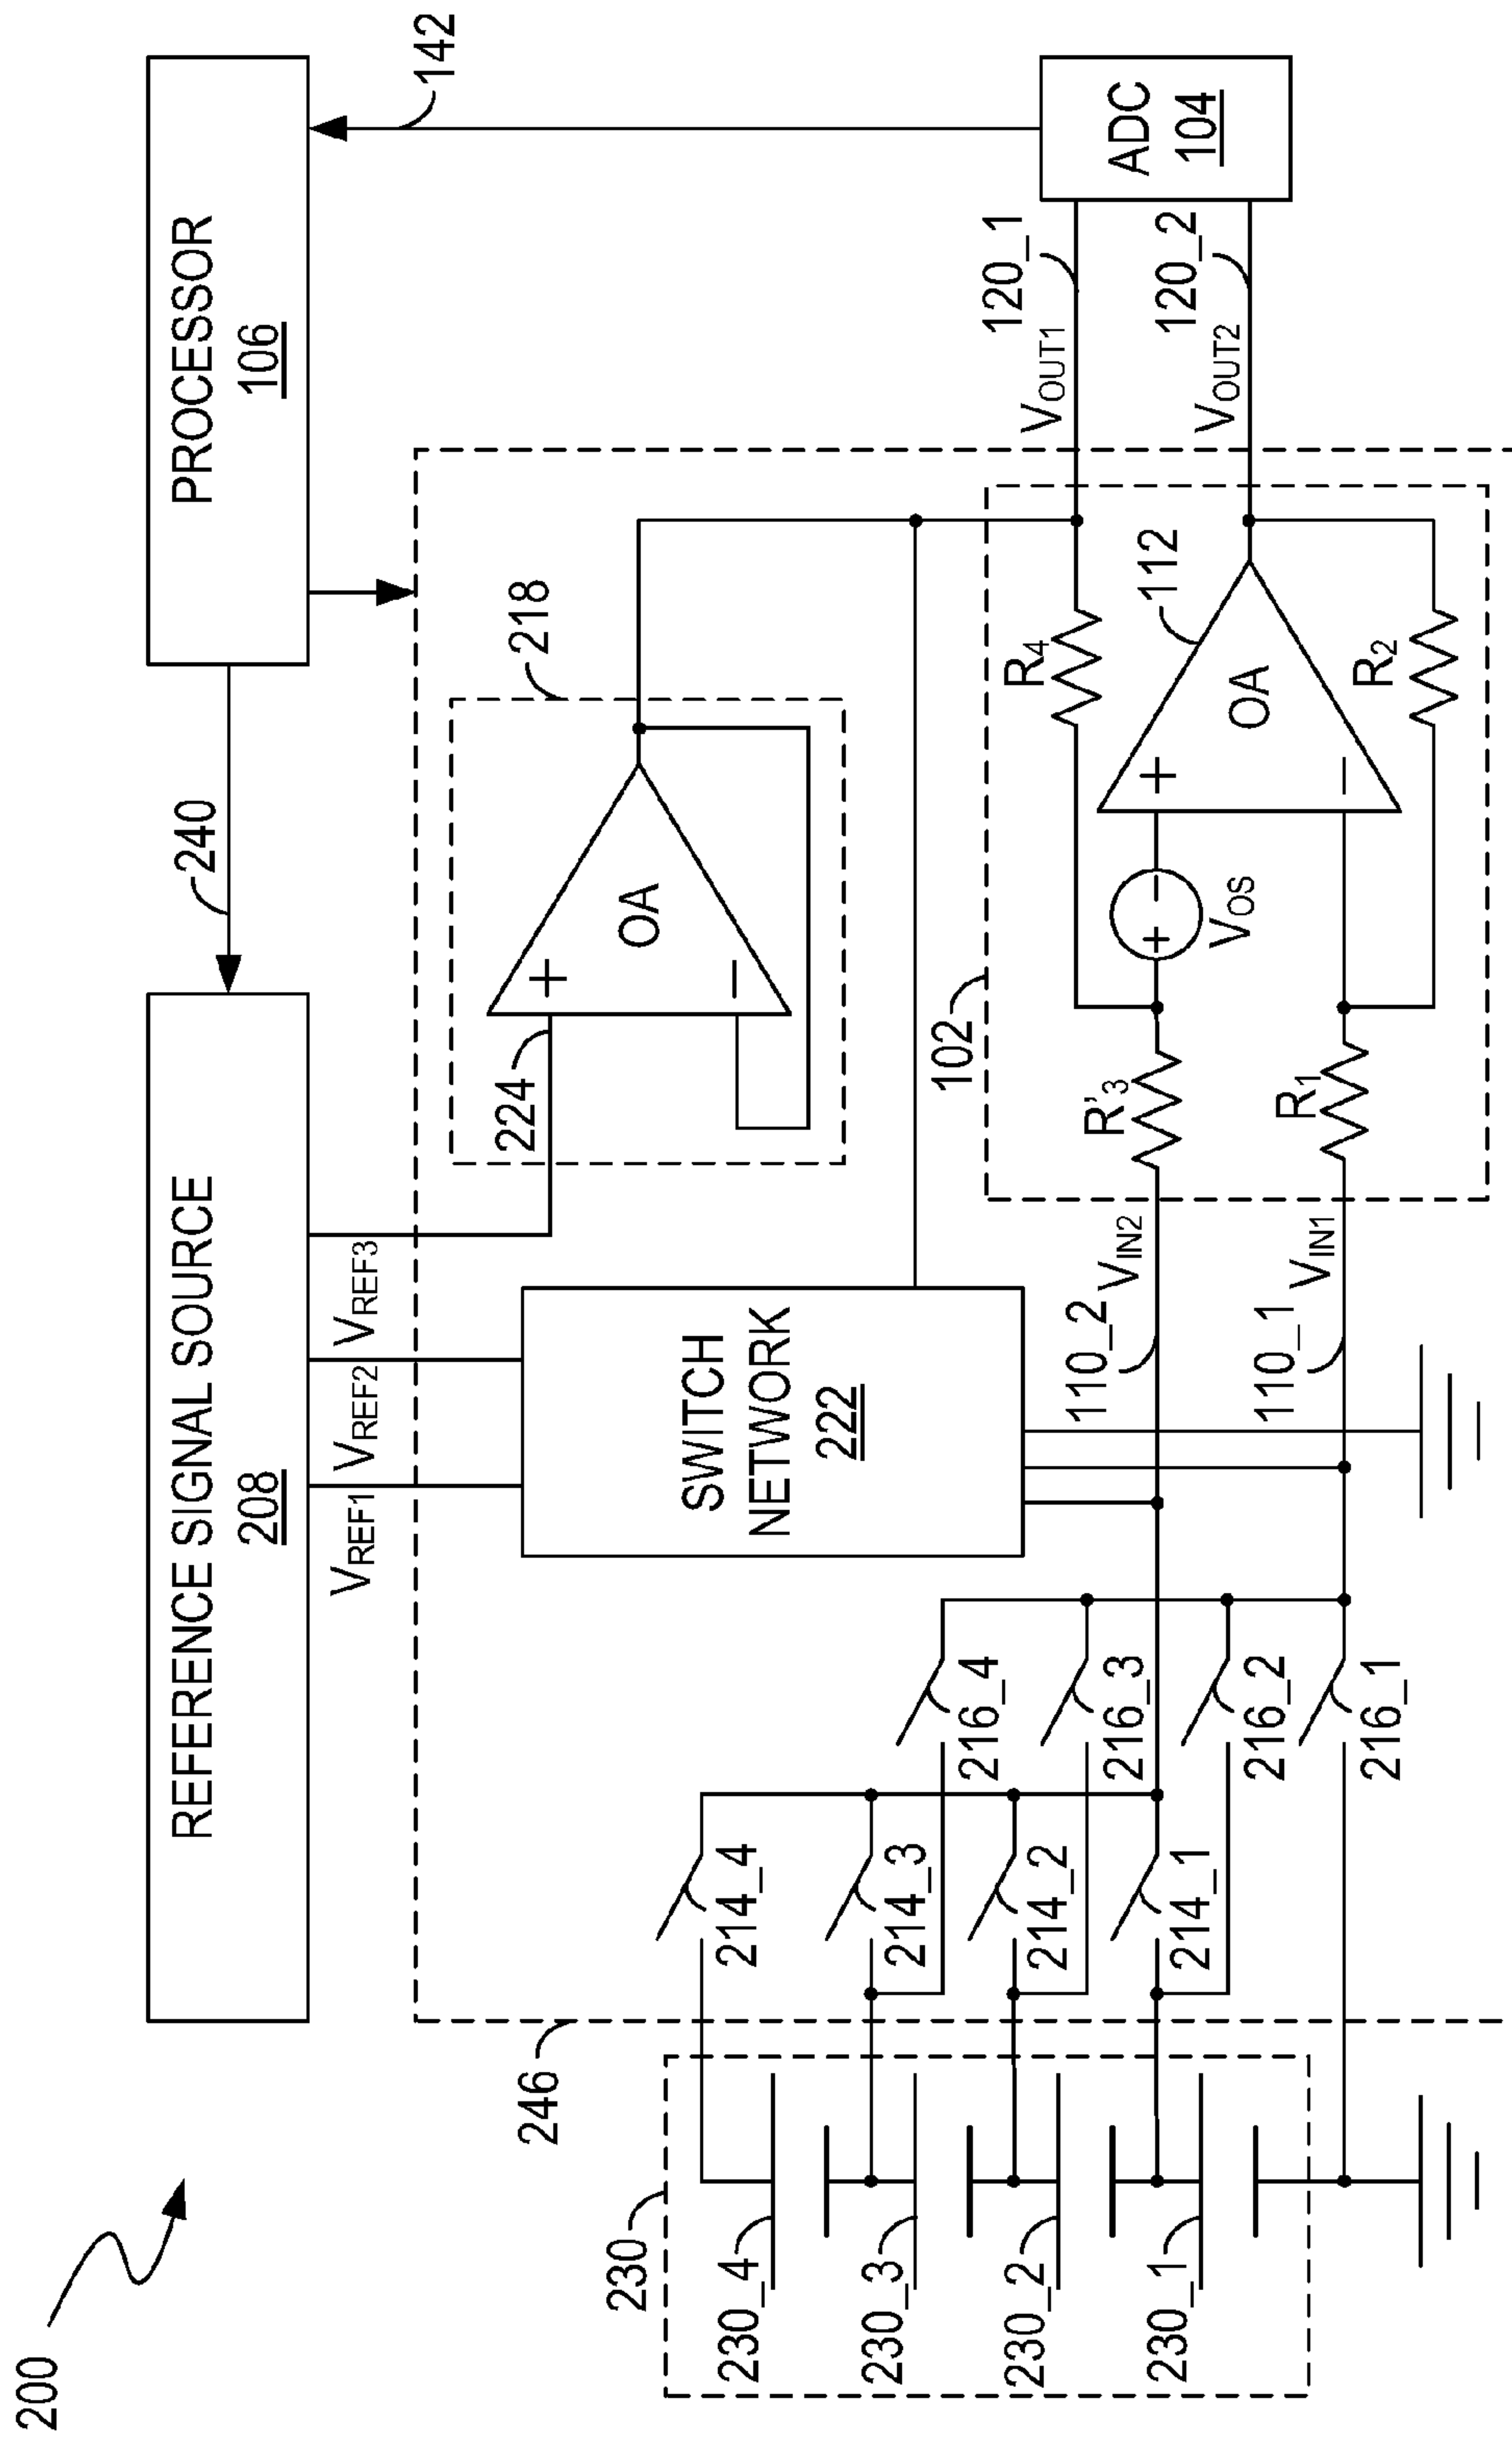 200
REFERENCE SIGNAL SOURCE
208
240
PROCESSOR
106
142
VREF1
VREF2
VREF3
246
218
224
OA
+
−
SWITCH
NETWORK
222
102
230
230_4
230_3
230_2
230_1
214_4
214_3
214_2
214_1
216_4
216_3
216_2
216_1
110_2
VIN2
110_1
VIN1
R'3
R1
+
−
VOS
+
−
OA
112
R4
R2
VOUT1
120_1
VOUT2
120_2
ADC
104